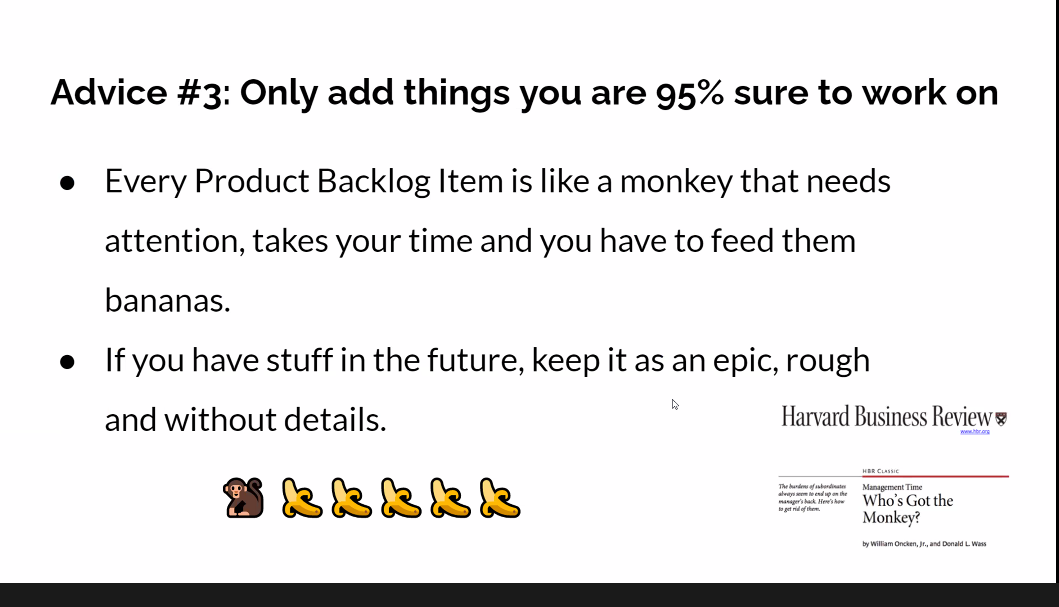 Advice #3: Only add things you are 95% sure to work on
● Every Product Backlog Item is like a monkey that needs
attention, takes your time and you have to feed them
bananas.
● If you have stuff in the future, keep it as an epic, rough
and without details.
Harvard Business Review
www.hbr.org
HBR Classic
The burdens of subordinates
always seem to end up on the
manager's back. Here's how
to get rid of them.
Management Time
Who's Got the
Monkey?
by William Oncken, Jr., and Donald L. Wass